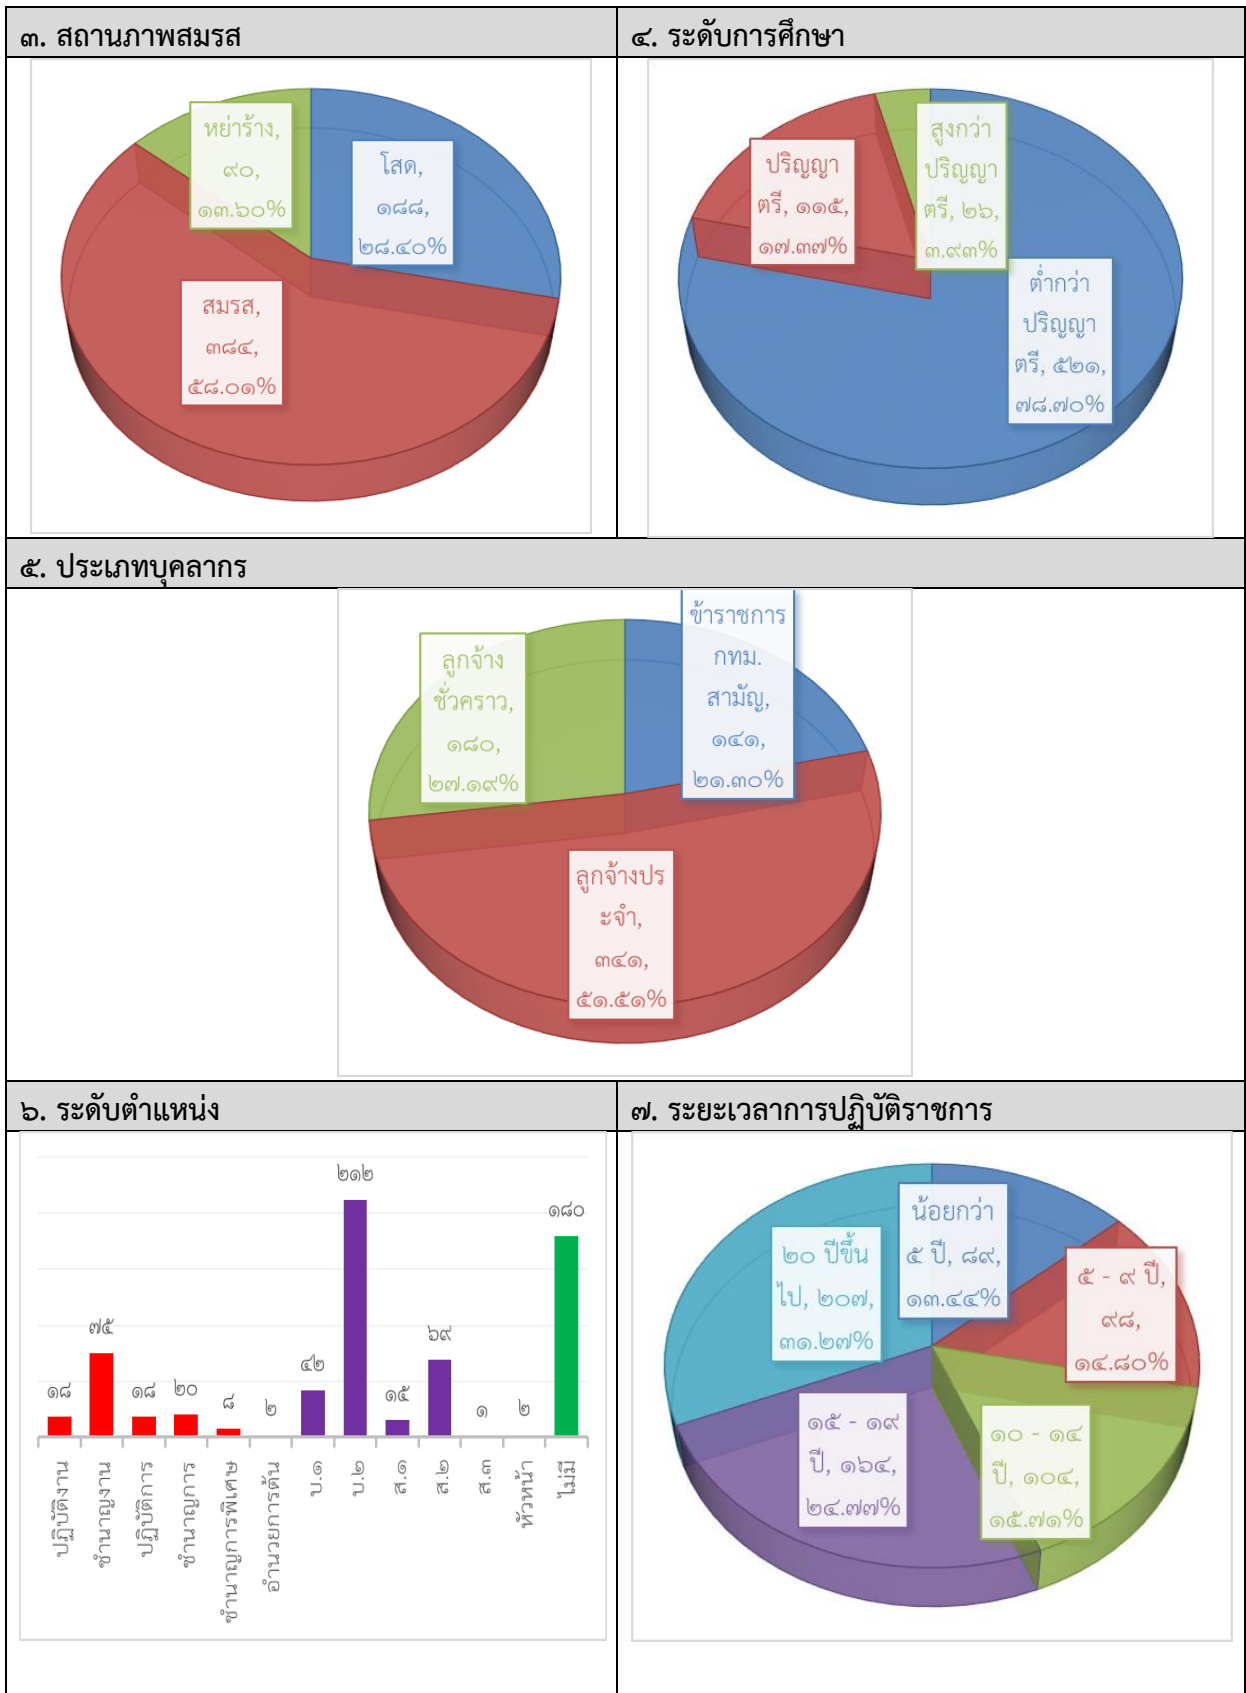 ๓. สถานภาพสมรส
หย่าร้าง,
๙๐,
๑๓.๖๐%
โสด,
๑๘๘,
๒๘.๔๐%
สมรส,
๓๘๔,
๕๘.๐๑%
๔. ระดับการศึกษา
ปริญญา
ตรี, ๑๑๕,
๑๗.๓๗%
สูงกว่า
ปริญญา
ตรี, ๒๖,
๓.๙๓%
ต่ำกว่า
ปริญญา
ตรี, ๕๒๑,
๗๘.๗๐%
๕. ประเภทบุคลากร
ลูกจ้าง
ชั่วคราว,
๑๘๐,
๒๗.๑๙%
ข้าราชการ
กทม.
สามัญ,
๑๔๑,
๒๑.๓๐%
ลูกจ้างปร
ะจำ,
๓๔๑,
๕๑.๕๑%
๖. ระดับตำแหน่ง
๑๘
๗๕
๑๘
๒๐
๘
๒
๔๒
๒๑๒
๑๕
๖๙
๑
๒
๑๘๐
ปฏิบัติงาน
ชำนาญงาน
ปฏิบัติการ
ชำนาญการ
ชำนาญการพิเศษ
อำนวยการต้น
บ.๑
บ.๒
ส.๑
ส.๒
ส.๓
หัวหน้า
ไม่มี
๗. ระยะเวลาการปฏิบัติราชการ
๒๐ ปีขึ้น
ไป, ๒๐๗,
๓๑.๒๗%
น้อยกว่า
๕ ปี, ๘๙,
๑๓.๔๔%
๕ - ๙ ปี,
๙๘,
๑๔.๘๐%
๑๕ - ๑๙
ปี, ๑๖๔,
๒๔.๗๗%
๑๐ - ๑๔
ปี, ๑๐๔,
๑๕.๗๑%